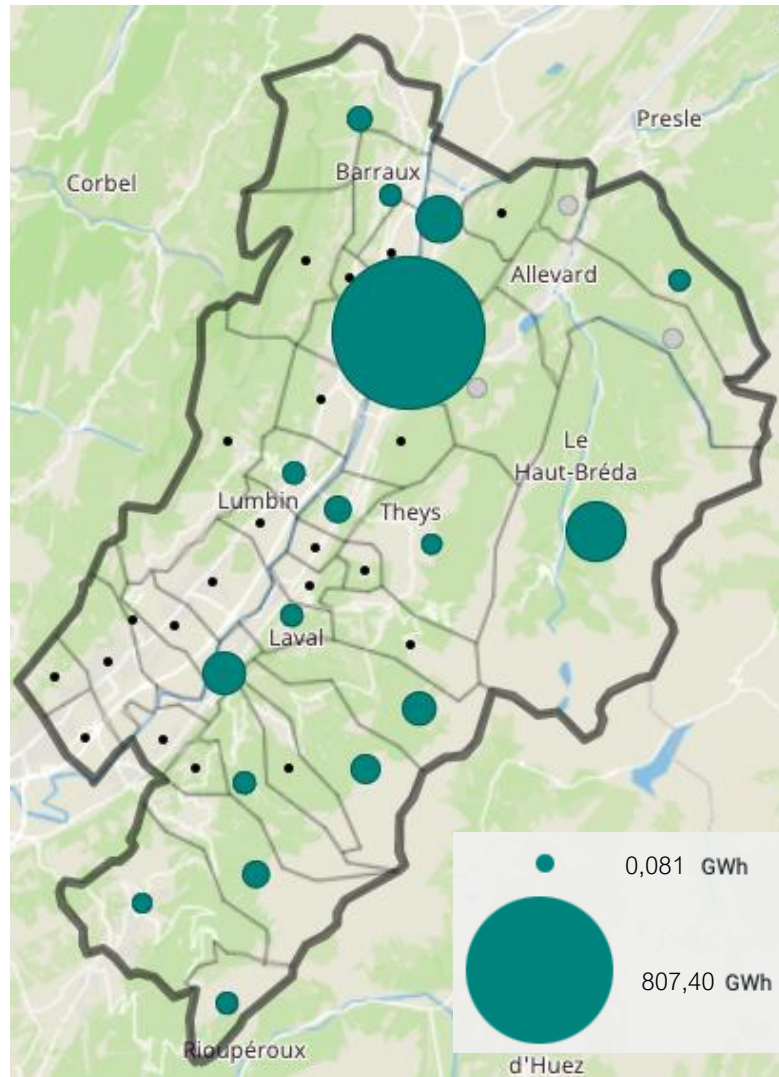 Presle
Barraux
Corbel
Allevard
Le
Haut-Bréda
Lumbin
Theys
Laval
0,081 GWh
807,40 GWh
Rioupéroux
d'Huez